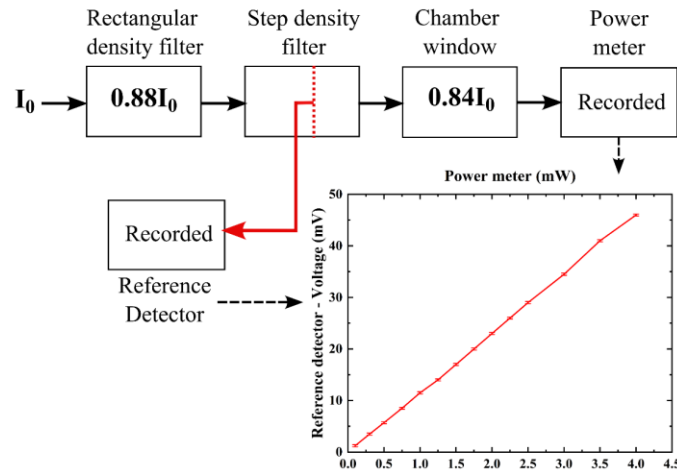 Rectangular
density filter
Step density
filter
Chamber
window
Power
meter
I₀
0.88I₀
0.84I₀
Recorded
Recorded
Reference
Detector
Power meter (mW)
Reference detector - Voltage (mV)
50
40
30
20
10
0
0.0 0.5 1.0 1.5 2.0 2.5 3.0 3.5 4.0 4.5